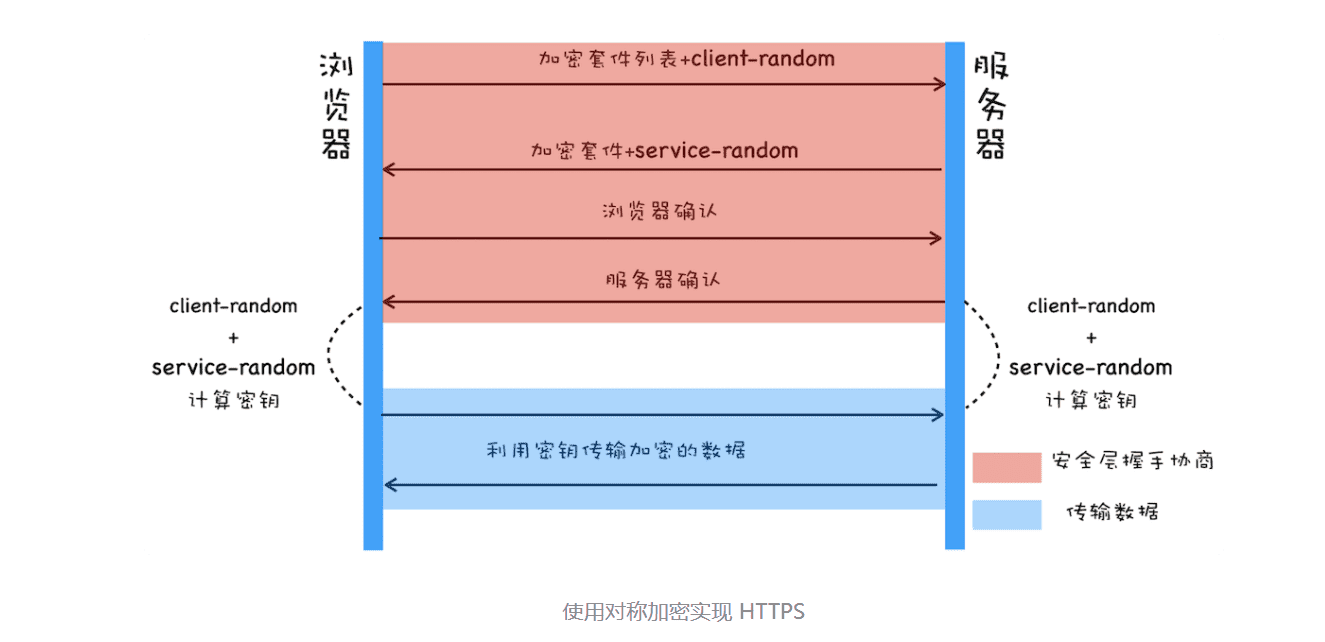 浏览器
服务器
加密套件列表+client-random
加密套件+service-random
浏览器确认
服务器确认
client-random
+
service-random
计算密钥
client-random
+
service-random
计算密钥
利用密钥传输加密的数据
安全层握手协商
传输数据
使用对称加密实现 HTTPS